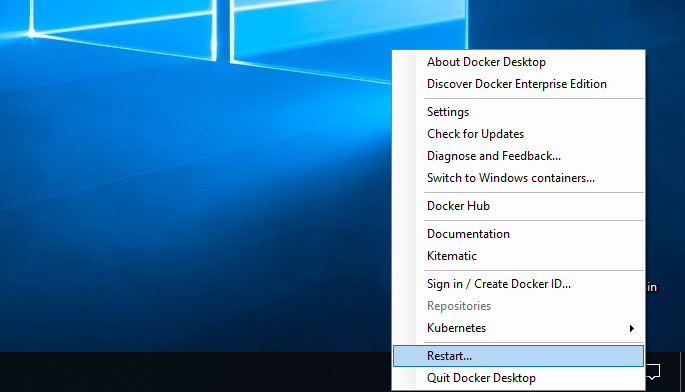 About Docker Desktop
Discover Docker Enterprise Edition
Settings
Check for Updates
Diagnose and Feedback...
Switch to Windows containers...
Docker Hub
Documentation
Kitematic
Sign in / Create Docker ID...
in
Repositories
Kubernetes
Restart...
Quit Docker Desktop